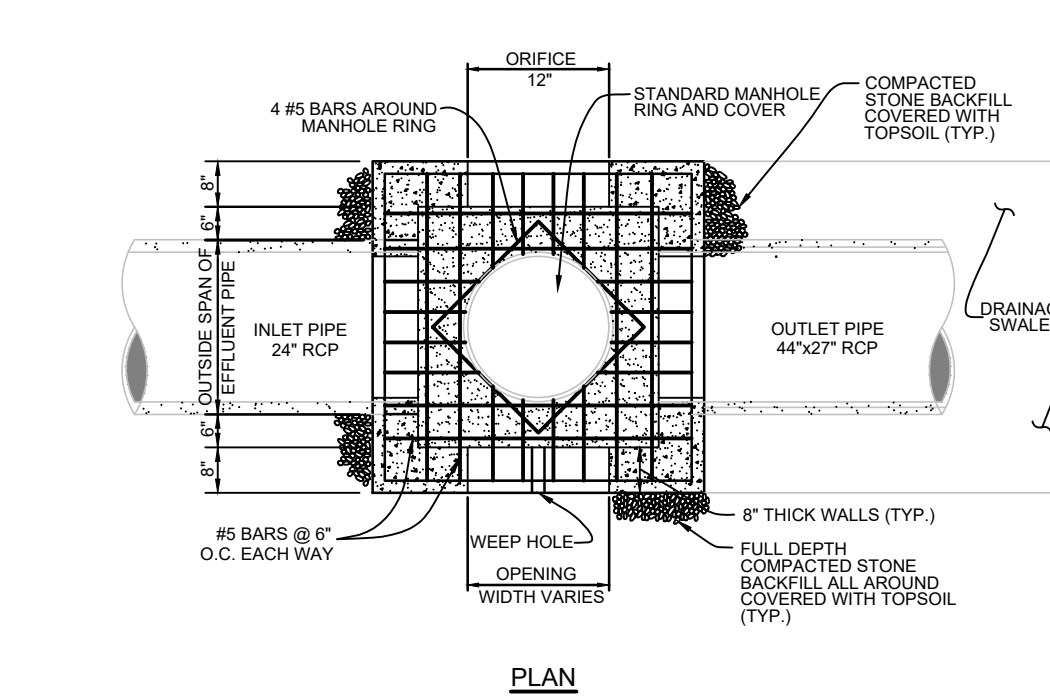 ORIFICE
12"
4 #5 BARS AROUND
MANHOLE RING
STANDARD MANHOLE
RING AND COVER
COMPACTED
STONE BACKFILL
COVERED WITH
TOPSOIL (TYP.)
8"
6"
OUTSIDE SPAN OF
EFFLUENT PIPE
6"
8"
INLET PIPE
24" RCP
OUTLET PIPE
44"x27" RCP
SWALE
#5 BARS @ 6"
O.C. EACH WAY
WEEP HOLE
OPENING
WIDTH VARIES
8" THICK WALLS (TYP.)
FULL DEPTH
COMPACTED STONE
BACKFILL ALL AROUND
COVERED WITH TOPSOIL
(TYP.)
PLAN